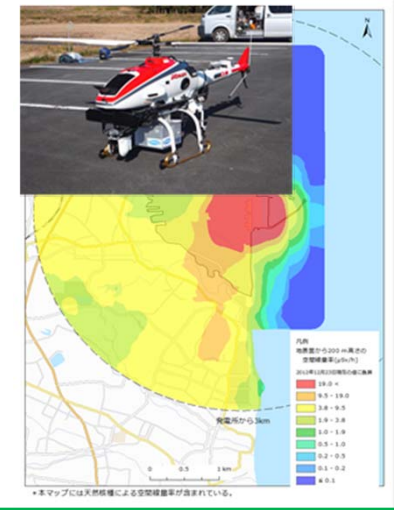 N
発電所から3km
凡例
地表面から200 m高さの
空間線量率(μSv/h)
19.0 <
9.5 - 19.0
3.8 - 9.5
1.9 - 3.8
1.0 - 1.9
0.5 - 1.0
0.2 - 0.5
0.1 - 0.2
≤ 0.1
0 0.5 1 km
*本マップには天然核種による空間線量率が含まれている。